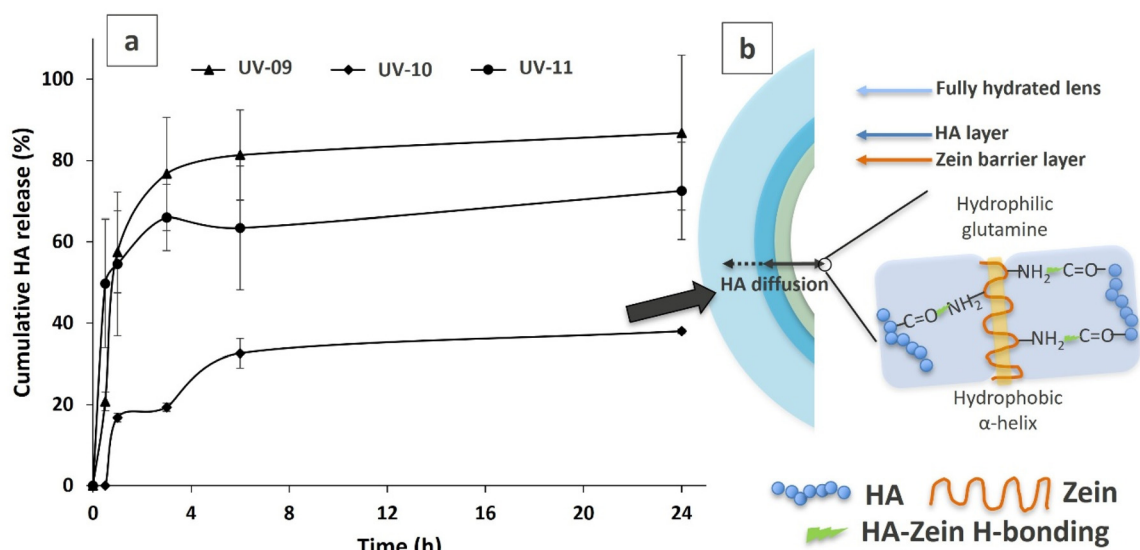 a
b
UV-09 UV-10 UV-11
Cumulative HA release (%)
100
80
60
40
20
0
0 4 8 12 16 20 24
Time (h)
Fully hydrated lens
HA layer
Zein barrier layer
HA diffusion
Hydrophilic
glutamine
NH2 C=O
C=O NH2
NH2 C=O
Hydrophobic
α-helix
HA Zein
HA-Zein H-bonding